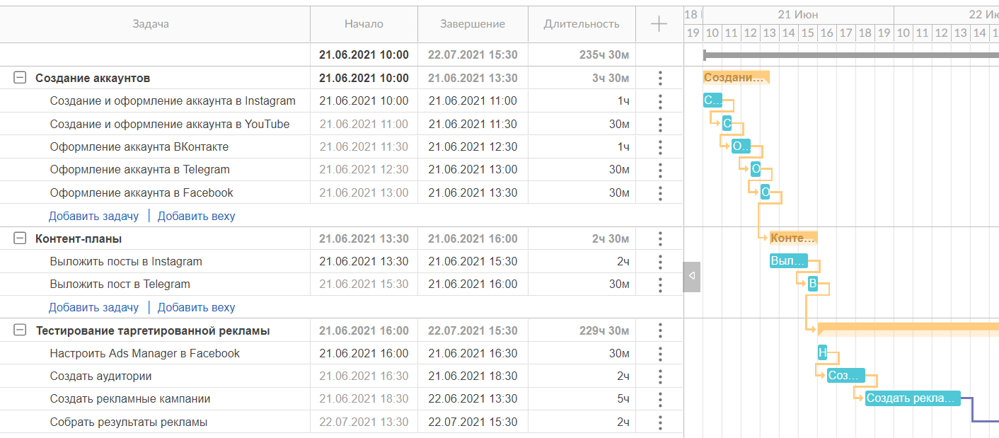 Задача Начало Завершение Длительность 18 21 Июн 22
19 10 11 12 13 14 15 16 17 18 19 10 11 12 13 14
21.06.2021 10:00 22.07.2021 15:30 235ч 30м
Создание аккаунтов 21.06.2021 10:00 21.06.2021 13:30 3ч 30м Создани...
Создание и оформление аккаунта в Instagram 21.06.2021 10:00 21.06.2021 11:00 1ч С...
Создание и оформление аккаунта в YouTube 21.06.2021 11:00 21.06.2021 11:30 30м С
Оформление аккаунта ВКонтакте 21.06.2021 11:30 21.06.2021 12:30 1ч О...
Оформление аккаунта в Telegram 21.06.2021 12:30 21.06.2021 13:00 30м О
Оформление аккаунта в Facebook 21.06.2021 13:00 21.06.2021 13:30 30м О
Добавить задачу | Добавить веху
Контент-планы 21.06.2021 13:30 21.06.2021 16:00 2ч 30м Конте...
Выложить посты в Instagram 21.06.2021 13:30 21.06.2021 15:30 2ч Выл...
Выложить пост в Telegram 21.06.2021 15:30 21.06.2021 16:00 30м В
Добавить задачу | Добавить веху
Тестирование таргетированной рекламы 21.06.2021 16:00 22.07.2021 15:30 229ч 30м
Настроить Ads Manager в Facebook 21.06.2021 16:00 21.06.2021 16:30 30м Н
Создать аудитории 21.06.2021 16:30 21.06.2021 18:30 2ч Соз...
Создать рекламные кампании 21.06.2021 18:30 22.06.2021 13:30 5ч Создать рекла...
Собрать результаты рекламы 22.07.2021 13:30 22.07.2021 15:30 2ч